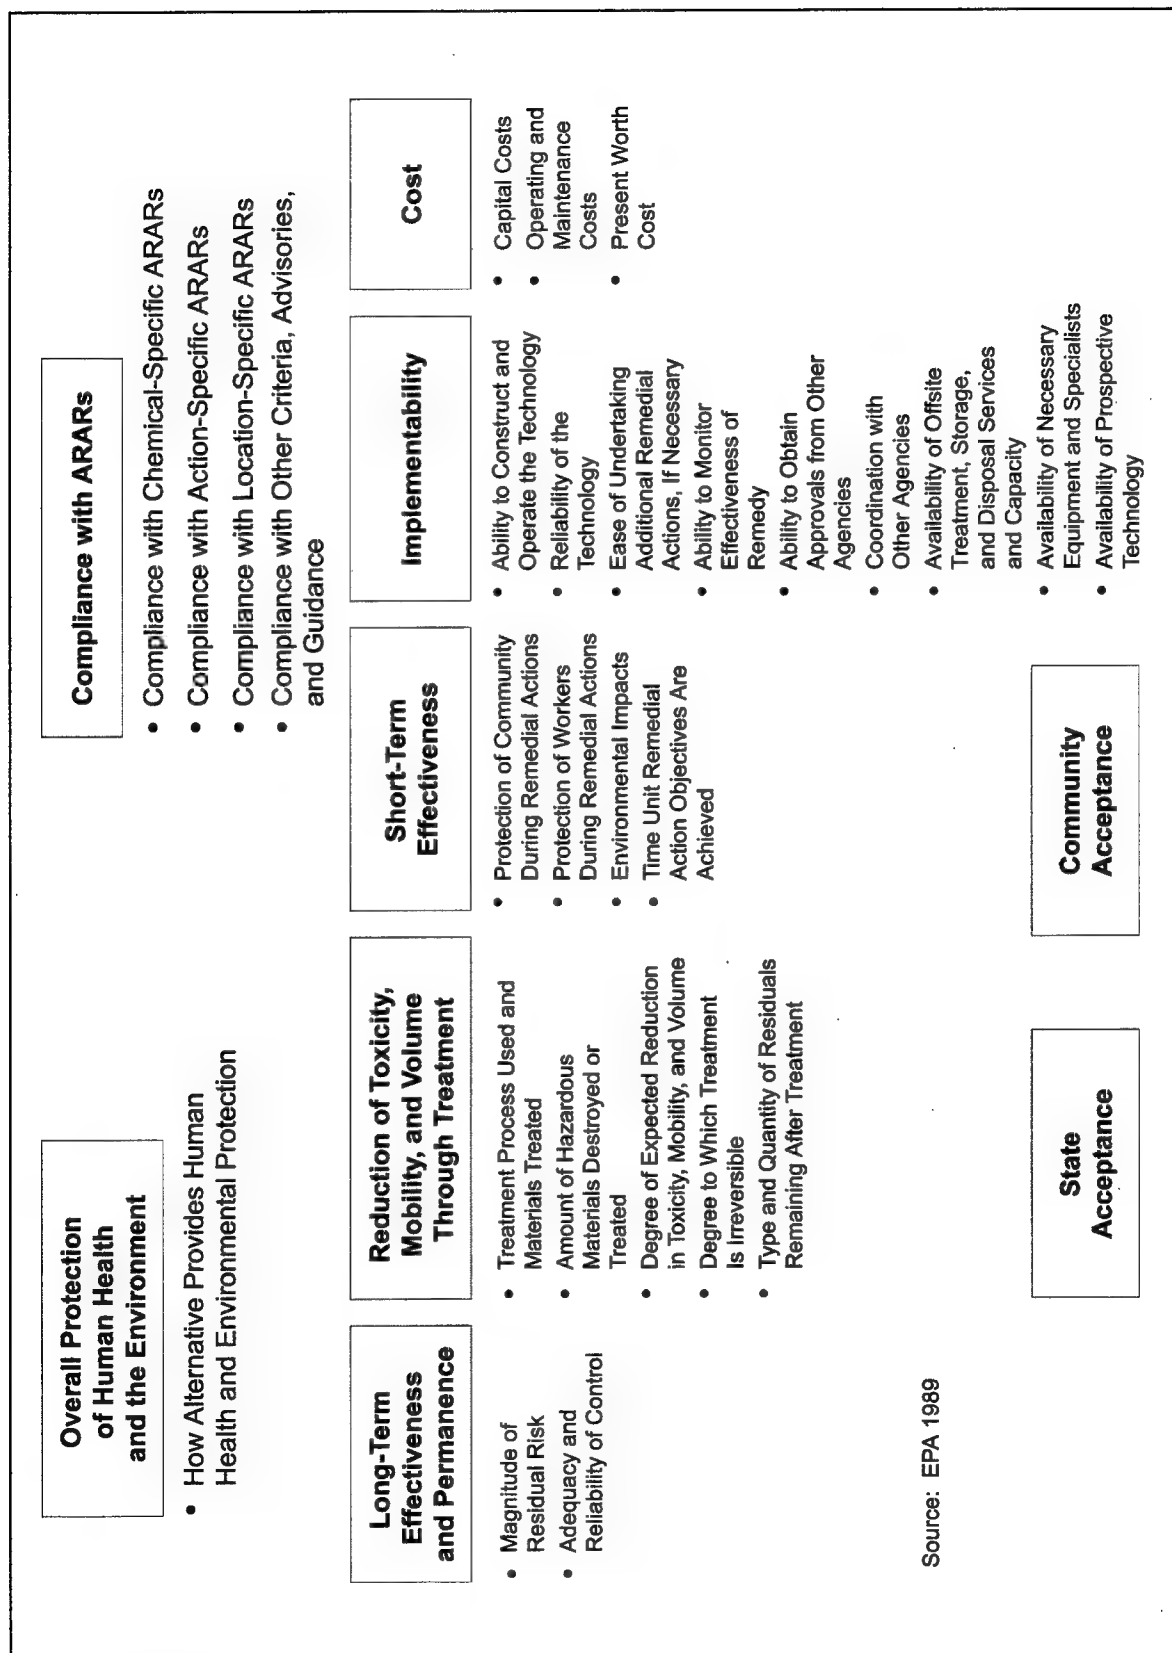 Overall Protection
of Human Health
and the Environment
• How Alternative Provides Human
Health and Environmental Protection
Compliance with ARARs
• Compliance with Chemical-Specific ARARs
• Compliance with Action-Specific ARARs
• Compliance with Location-Specific ARARs
• Compliance with Other Criteria, Advisories,
and Guidance
Long-Term
Effectiveness
and Permanence
• Magnitude of
Residual Risk
• Adequacy and
Reliability of Control
Reduction of Toxicity,
Mobility, and Volume
Through Treatment
• Treatment Process Used and
Materials Treated
• Amount of Hazardous
Materials Destroyed or
Treated
• Degree of Expected Reduction
in Toxicity, Mobility, and Volume
• Degree to Which Treatment
Is Irreversible
• Type and Quantity of Residuals
Remaining After Treatment
Short-Term
Effectiveness
• Protection of Community
During Remedial Actions
• Protection of Workers
During Remedial Actions
• Environmental Impacts
• Time Unit Remedial
Action Objectives Are
Achieved
Implementability
• Ability to Construct and
Operate the Technology
• Reliability of the
Technology
• Ease of Undertaking
Additional Remedial
Actions, If Necessary
• Ability to Monitor
Effectiveness of
Remedy
• Ability to Obtain
Approvals from Other
Agencies
• Coordination with
Other Agencies
• Availability of Offsite
Treatment, Storage,
and Disposal Services
and Capacity
• Availability of Necessary
Equipment and Specialists
• Availability of Prospective
Technology
Cost
• Capital Costs
• Operating and
Maintenance
Costs
• Present Worth
Cost
Source: EPA 1989
State
Acceptance
Community
Acceptance